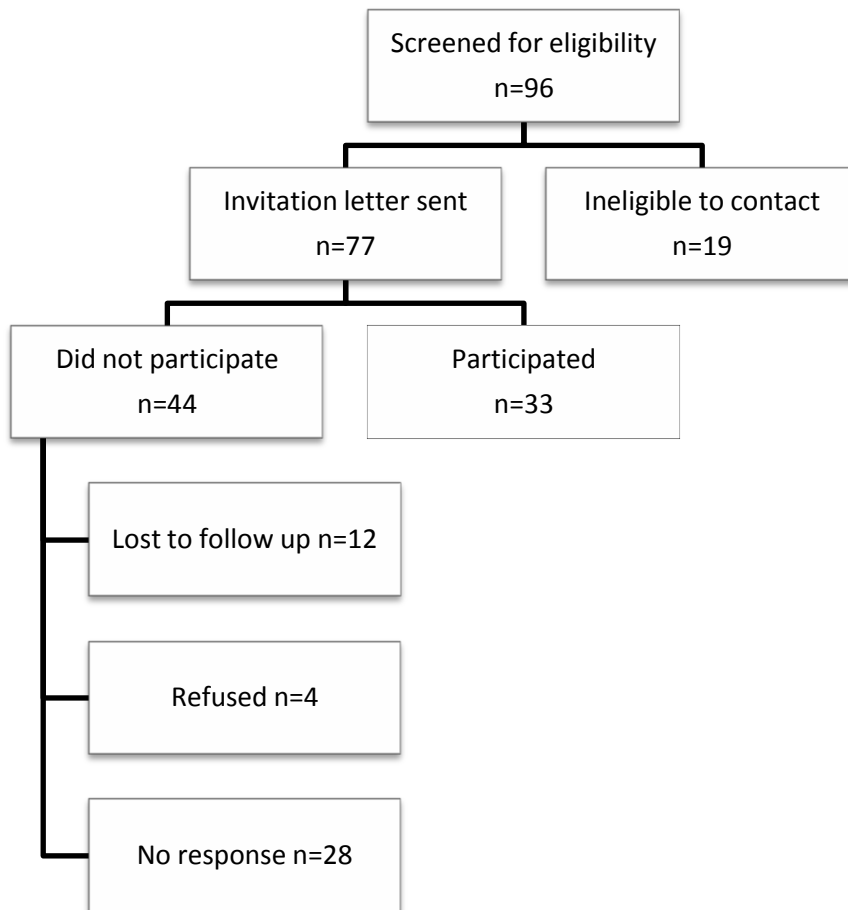 Screened for eligibility
n=96
Invitation letter sent
n=77
Ineligible to contact
n=19
Did not participate
n=44
Participated
n=33
Lost to follow up n=12
Refused n=4
No response n=28